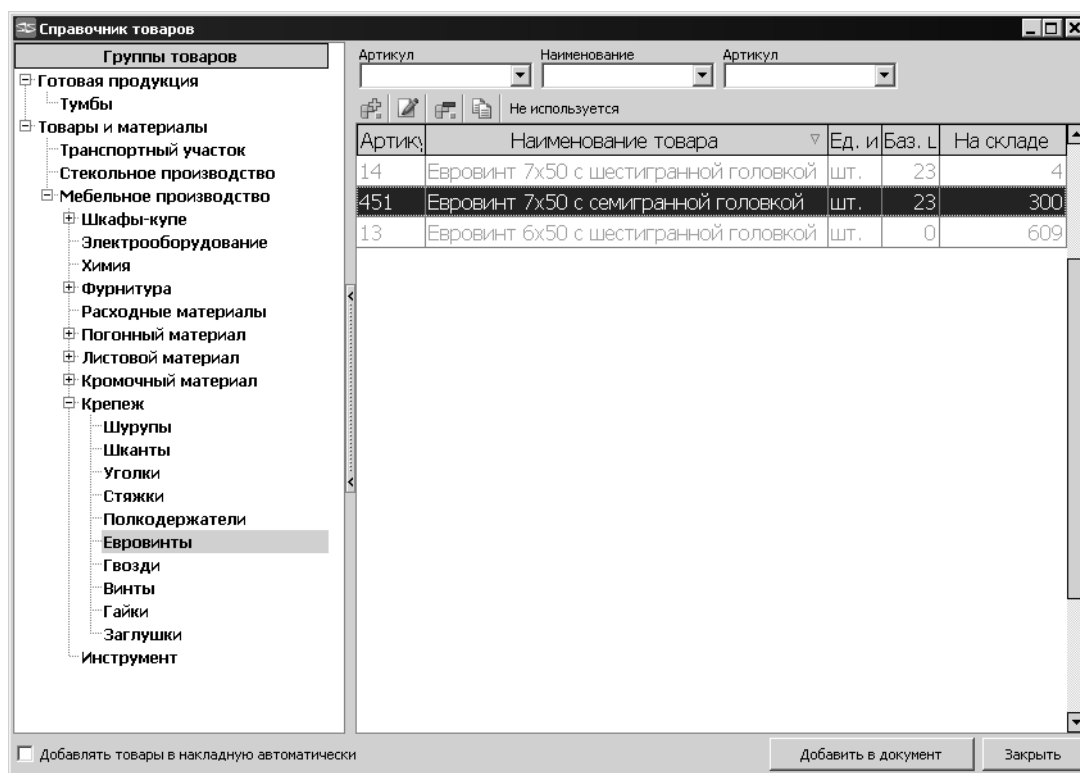 Справочник товаров
Группы товаров
Готовая продукция
Тумбы
Товары и материалы
Транспортный участок
Стекольное производство
Мебельное производство
Шкафы-купе
Электрооборудование
Химия
Фурнитура
Расходные материалы
Погонный материал
Листовой материал
Кромочный материал
Крепеж
Шурупы
Шканты
Уголки
Стяжки
Полкодержатели
Евровинты
Гвозди
Винты
Гайки
Заглушки
Инструмент
Артикул Наименование Артикул
Не используется
Артику Наименование товара Ед. и Баз. ц На складе
14 Евровинт 7x50 с шестигранной головкой шт. 23 4
451 Евровинт 7x50 с семигранной головкой шт. 23 300
13 Евровинт 6x50 с шестигранной головкой шт. 0 609
Добавлять товары в накладную автоматически
Добавить в документ Закрыть